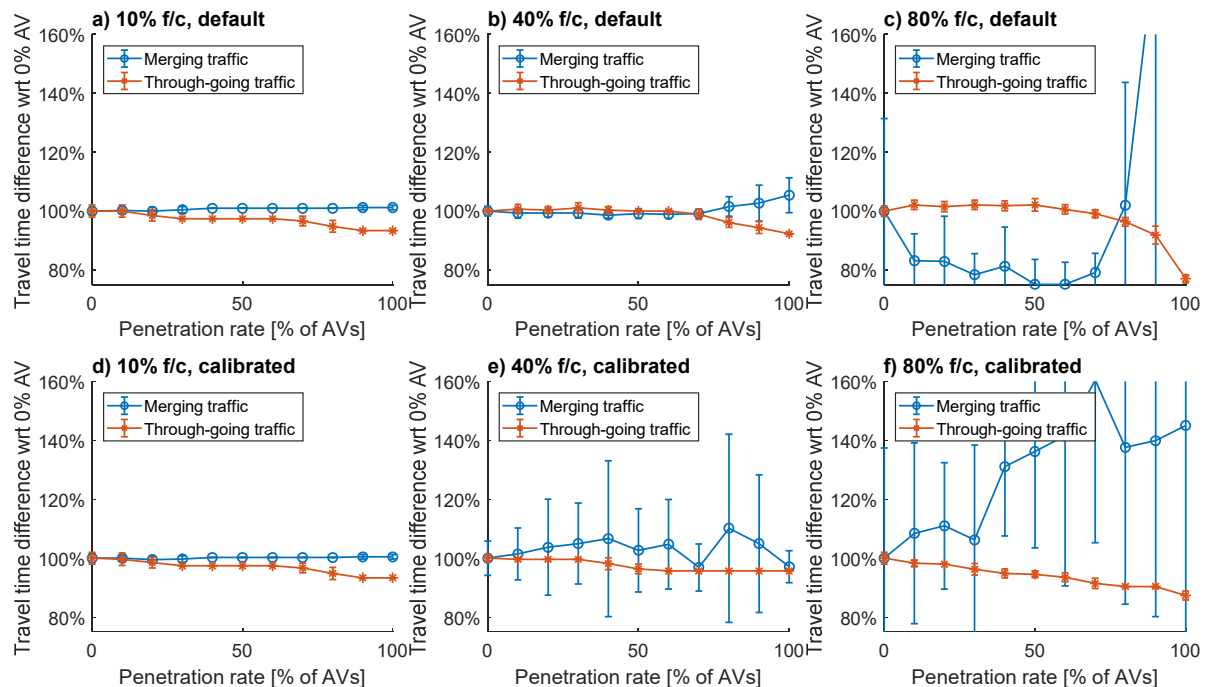 a) 10% f/c, default
160%
140%
120%
100%
80%
Travel time difference wrt 0% AV
Merging traffic
Through-going traffic
0
50
100
Penetration rate [% of AVs]
b) 40% f/c, default
160%
140%
120%
100%
80%
Travel time difference wrt 0% AV
Merging traffic
Through-going traffic
0
50
100
Penetration rate [% of AVs]
c) 80% f/c, default
160%
140%
120%
100%
80%
Travel time difference wrt 0% AV
Merging traffic
Through-going traffic
0
50
100
Penetration rate [% of AVs]
d) 10% f/c, calibrated
160%
140%
120%
100%
80%
Travel time difference wrt 0% AV
Merging traffic
Through-going traffic
0
50
100
Penetration rate [% of AVs]
e) 40% f/c, calibrated
160%
140%
120%
100%
80%
Travel time difference wrt 0% AV
Merging traffic
Through-going traffic
0
50
100
Penetration rate [% of AVs]
f) 80% f/c, calibrated
160%
140%
120%
100%
80%
Travel time difference wrt 0% AV
Merging traffic
Through-going traffic
0
50
100
Penetration rate [% of AVs]